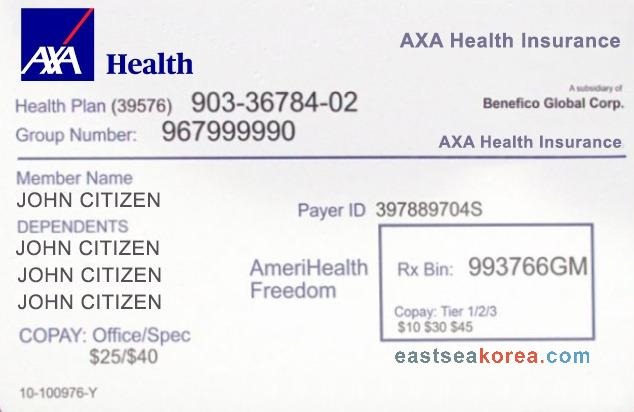 AXA Health
AXA Health Insurance
A subsidiary of
Benefico Global Corp.
Health Plan (39576) 903-36784-02
Group Number: 967999990
AXA Health Insurance
Member Name
JOHN CITIZEN
DEPENDENTS
JOHN CITIZEN
JOHN CITIZEN
JOHN CITIZEN
COPAY: Office/Spec
$25/$40
10-100976-Y
Payer ID 397889704S
AmeriHealth
Freedom
Rx Bin: 993766GM
Copay: Tier 1/2/3
$10 $30 $45
eastseakorea.com